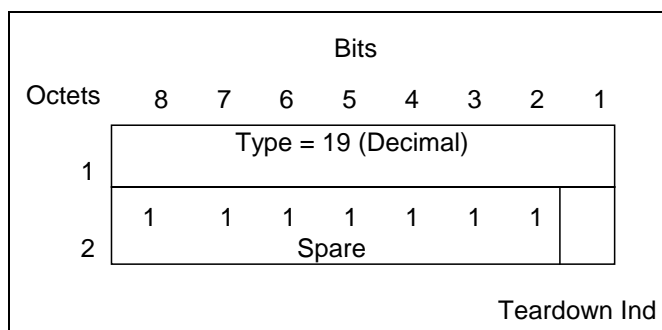 Bits
Octets 8 7 6 5 4 3 2 1
Type = 19 (Decimal)
1
1 1 1 1 1 1 1
2 Spare
Teardown Ind